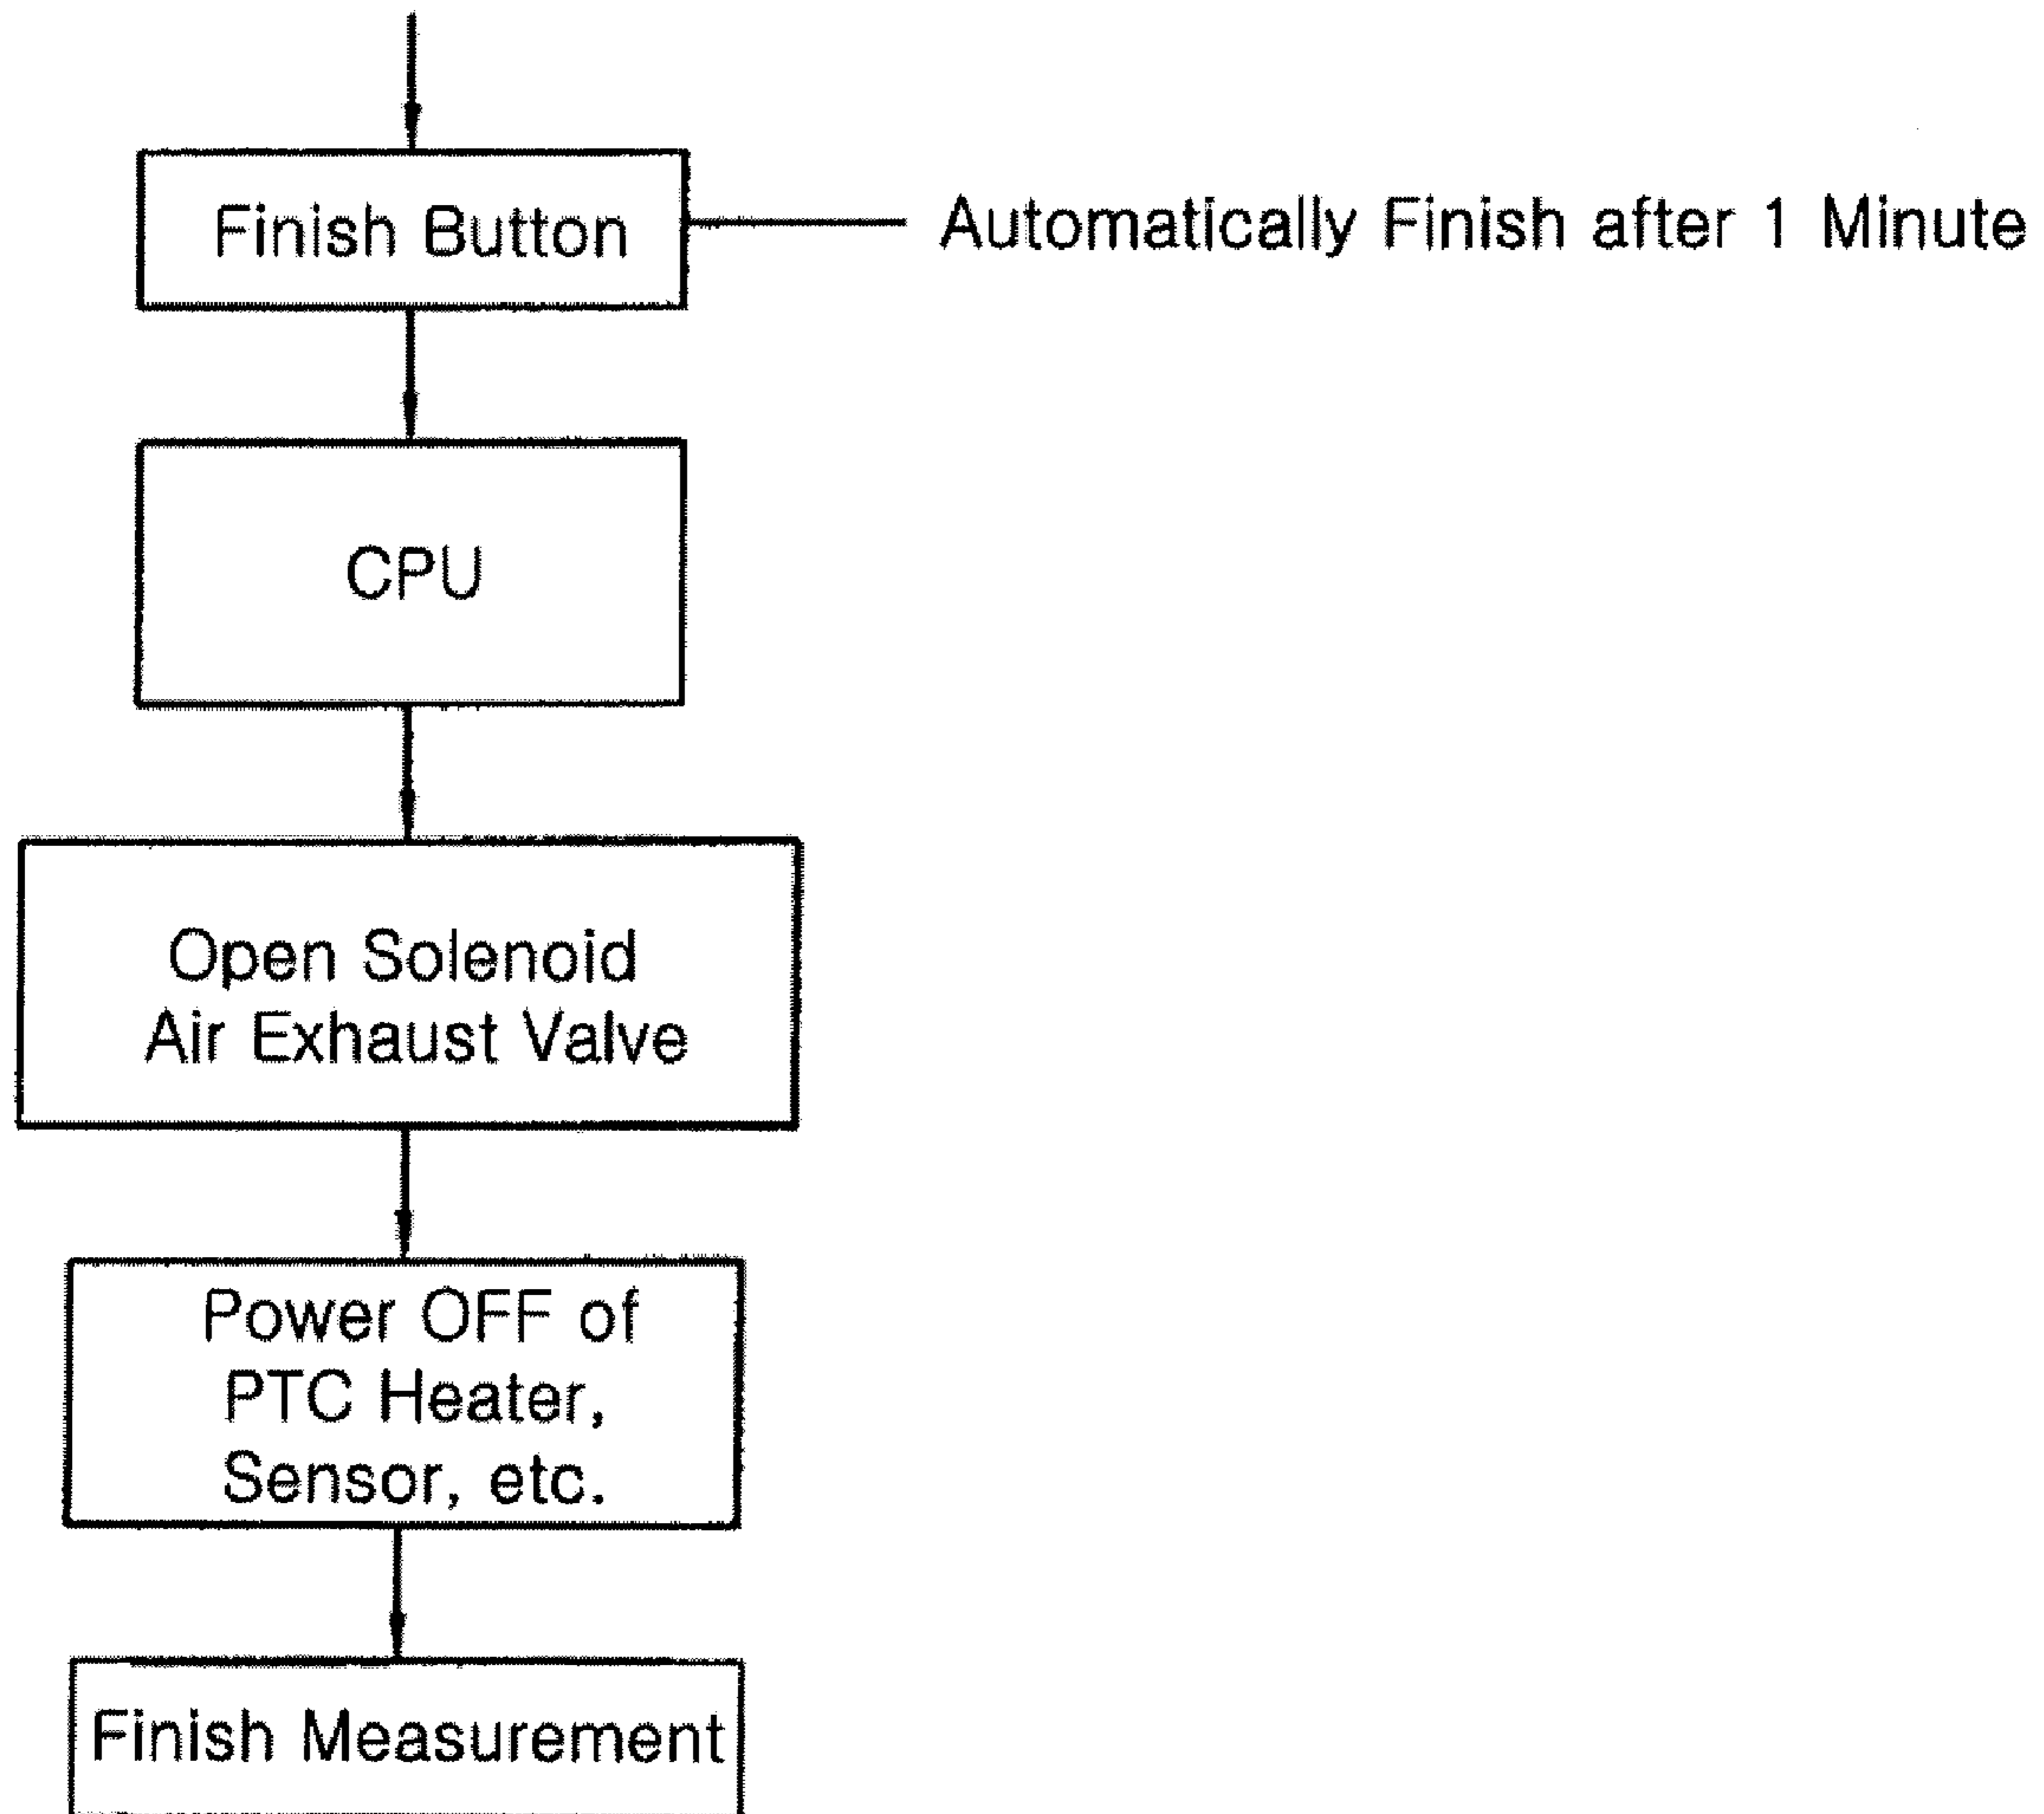 Finish Button
Automatically Finish after 1 Minute
CPU
Open Solenoid
Air Exhaust Valve
Power OFF of
PTC Heater,
Sensor, etc.
Finish Measurement